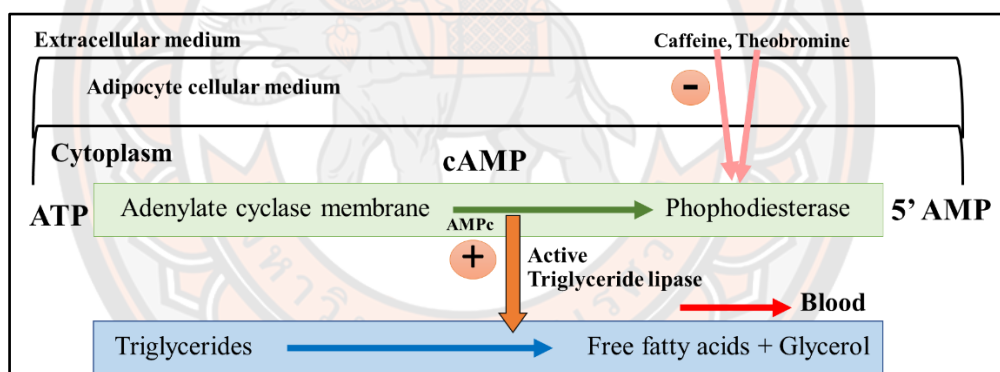 Extracellular medium
Caffeine, Theobromine
Adipocyte cellular medium
-
Cytoplasm
cAMP
ATP
Adenylate cyclase membrane
Phophodiesterase
5’ AMP
AMPc
+
Active
Triglyceride lipase
Blood
Triglycerides
Free fatty acids + Glycerol